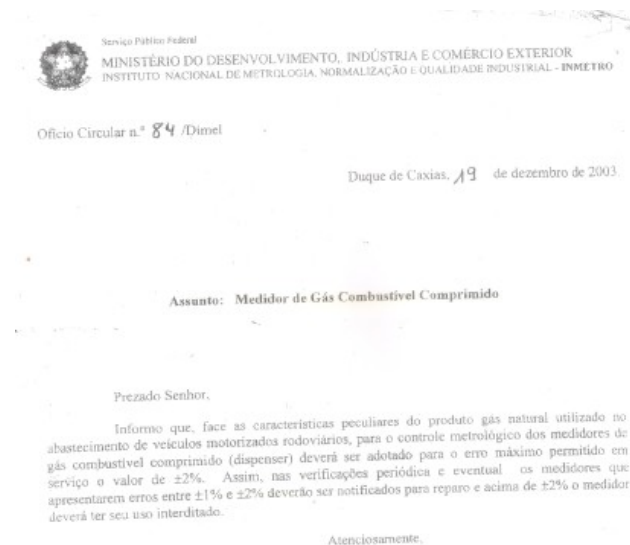 Serviço Público Federal
MINISTÉRIO DO DESENVOLVIMENTO, INDÚSTRIA E COMÉRCIO EXTERIOR
INSTITUTO NACIONAL DE METROLOGIA, NORMALIZAÇÃO E QUALIDADE INDUSTRIAL - INMETRO
Ofício Circular n.º 84 /Dimel
Duque de Caxias, 19 de dezembro de 2003.
Assunto: Medidor de Gás Combustível Comprimido
Prezado Senhor,
Informo que, face as características peculiares do produto gás natural utilizado no
abastecimento de veículos motorizados rodoviários, para o controle metrológico dos medidores de
gás combustível comprimido (dispenser) deverá ser adotado para o erro máximo permitido em
serviço o valor de ±2%. Assim, nas verificações periódica e eventual os medidores que
apresentarem erros entre ±1% e ±2% deverão ser notificados para reparo e acima de ±2% o medidor
deverá ter seu uso interditado.
Atenciosamente,